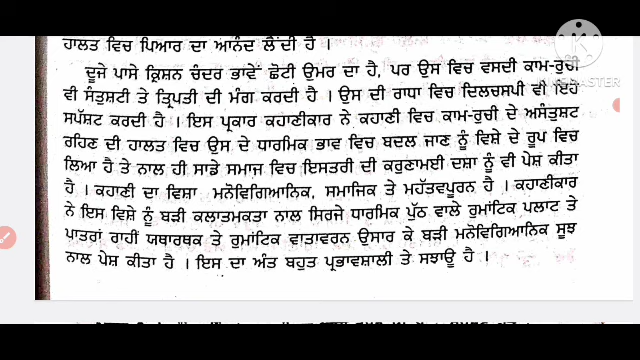 ਹਾਲਤ ਵਿਚ ਪਿਆਰ ਦਾ ਆਨੰਦ ਲੈਂਦੀ ਹੈ ।
ਦੂਜੇ ਪਾਸੇ ਕ੍ਰਿਸ਼ਨ ਚੰਦਰ ਭਾਵੇਂ ਛੋਟੀ ਉਮਰ ਦਾ ਹੈ, ਪਰ ਉਸ ਵਿਚ ਵਸਦੀ ਕਾਮ-ਰੁਚੀ
ਵੀ ਸੰਤੁਸ਼ਟੀ ਤੇ ਤ੍ਰਿਪਤੀ ਦੀ ਮੰਗ ਕਰਦੀ ਹੈ । ਉਸ ਦੀ ਰਾਧਾ ਵਿਚ ਦਿਲਚਸਪੀ ਵੀ ਇਹੋ
ਸਪੱਸ਼ਟ ਕਰਦੀ ਹੈ । ਇਸ ਪ੍ਰਕਾਰ ਕਹਾਣੀਕਾਰ ਨੇ ਕਹਾਣੀ ਵਿਚ ਕਾਮ-ਰੁਚੀ ਦੇ ਅਸੰਤੁਸ਼ਟ
ਰਹਿਣ ਦੀ ਹਾਲਤ ਵਿਚ ਉਸ ਦੇ ਧਾਰਮਿਕ ਭਾਵ ਵਿਚ ਬਦਲ ਜਾਣ ਨੂੰ ਵਿਸ਼ੇ ਦੇ ਰੂਪ ਵਿਚ
ਲਿਆ ਹੈ ਤੇ ਨਾਲ ਹੀ ਸਾਡੇ ਸਮਾਜ ਵਿਚ ਇਸਤਰੀ ਦੀ ਕਰੁਣਾਮਈ ਦਸ਼ਾ ਨੂੰ ਵੀ ਪੇਸ਼ ਕੀਤਾ
ਹੈ । ਕਹਾਣੀ ਦਾ ਵਿਸ਼ਾ ਮਨੋਵਿਗਿਆਨਿਕ, ਸਮਾਜਿਕ ਤੇ ਮਹੱਤਵਪੂਰਨ ਹੈ । ਕਹਾਣੀਕਾਰ
ਨੇ ਇਸ ਵਿਸ਼ੇ ਨੂੰ ਬੜੀ ਕਲਾਤਮਕਤਾ ਨਾਲ ਸਿਰਜੇ ਧਾਰਮਿਕ ਪੁੱਠ ਵਾਲੇ ਰੁਮਾਂਟਿਕ ਪਲਾਟ ਤੇ
ਪਾਤਰਾਂ ਰਾਹੀਂ ਯਥਾਰਥਕ ਤੇ ਰੁਮਾਂਟਿਕ ਵਾਤਾਵਰਨ ਉਸਾਰ ਕੇ ਬੜੀ ਮਨੋਵਿਗਿਆਨਿਕ ਸੂਝ
ਨਾਲ ਪੇਸ਼ ਕੀਤਾ ਹੈ । ਇਸ ਦਾ ਅੰਤ ਬਹੁਤ ਪ੍ਰਭਾਵਸ਼ਾਲੀ ਤੇ ਸਝਾਊ ਹੈ ।